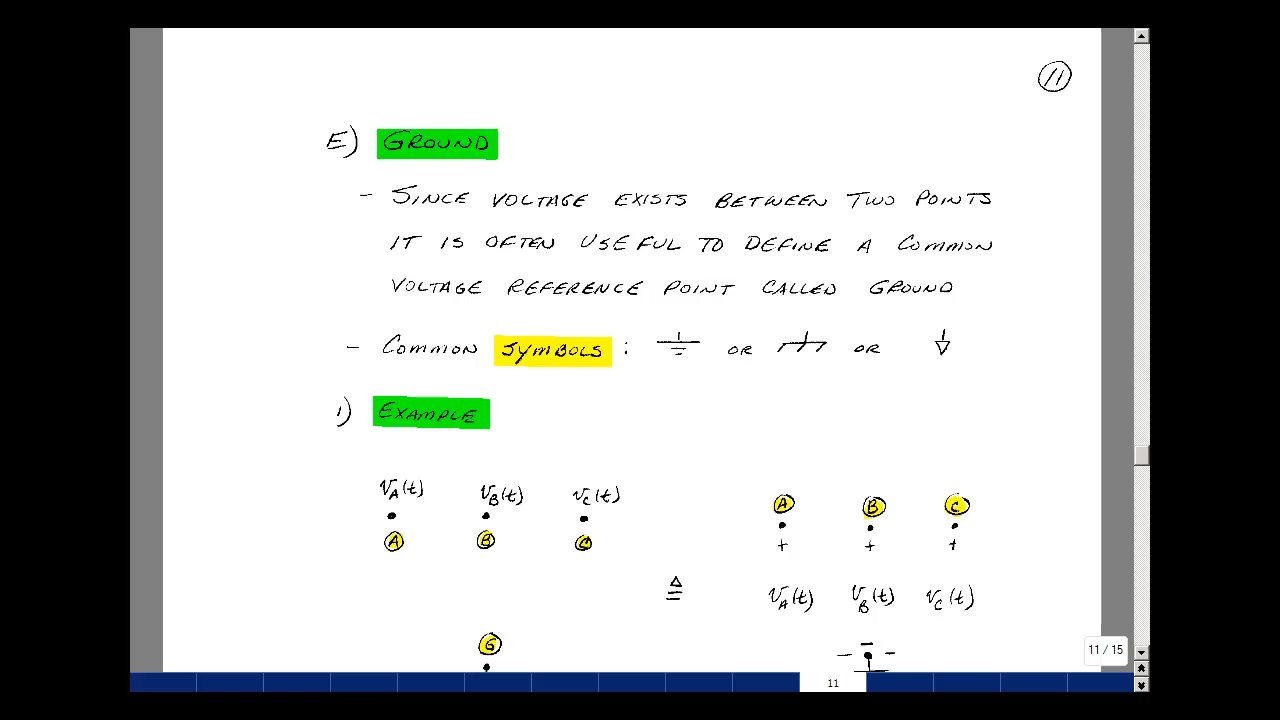 11
E) GROUND
- SINCE VOLTAGE EXISTS BETWEEN TWO POINTS
IT IS OFTEN USEFUL TO DEFINE A COMMON
VOLTAGE REFERENCE POINT CALLED GROUND
- COMMON SYMBOLS : OR OR
1) EXAMPLE
VA(t) VB(t) VC(t)
A B C
A B C
+ + +
≜
VA(t) VB(t) VC(t)
G
- - -
11 / 15
11